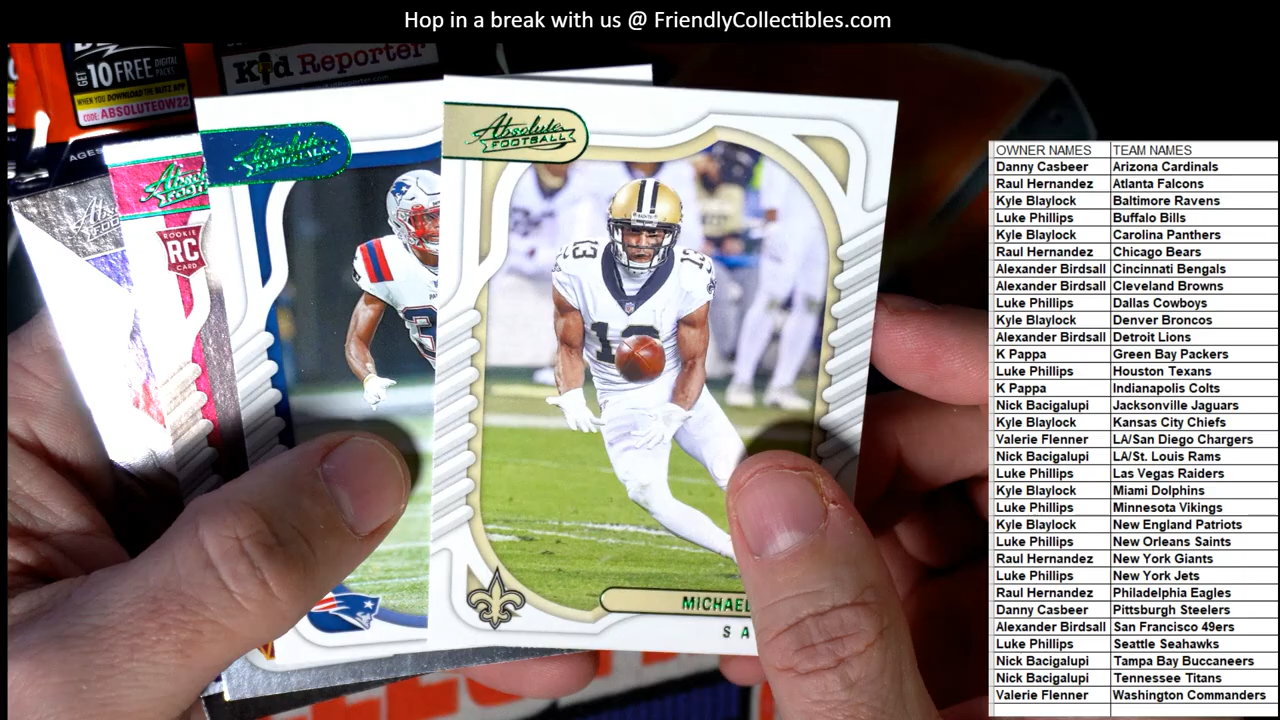 Hop in a break with us @ FriendlyCollectibles.com
GET
10 FREE DIGITAL PACKS
WHEN YOU DOWNLOAD THE BLITZ APP
CODE: ABSOLUTEOW22
AGES
Kid Reporter
Absolute
FOOTBALL
Absolute
FOOTBALL
ROOKIE
RC
CARD
13
13
13
MICHAEL
SA
OWNER NAMES TEAM NAMES
Danny Casbeer Arizona Cardinals
Raul Hernandez Atlanta Falcons
Kyle Blaylock Baltimore Ravens
Luke Phillips Buffalo Bills
Kyle Blaylock Carolina Panthers
Raul Hernandez Chicago Bears
Alexander Birdsall Cincinnati Bengals
Alexander Birdsall Cleveland Browns
Luke Phillips Dallas Cowboys
Kyle Blaylock Denver Broncos
Alexander Birdsall Detroit Lions
K Pappa Green Bay Packers
Luke Phillips Houston Texans
K Pappa Indianapolis Colts
Nick Bacigalupi Jacksonville Jaguars
Kyle Blaylock Kansas City Chiefs
Valerie Flenner LA/San Diego Chargers
Nick Bacigalupi LA/St. Louis Rams
Luke Phillips Las Vegas Raiders
Kyle Blaylock Miami Dolphins
Luke Phillips Minnesota Vikings
Kyle Blaylock New England Patriots
Luke Phillips New Orleans Saints
Raul Hernandez New York Giants
Luke Phillips New York Jets
Raul Hernandez Philadelphia Eagles
Danny Casbeer Pittsburgh Steelers
Alexander Birdsall San Francisco 49ers
Luke Phillips Seattle Seahawks
Nick Bacigalupi Tampa Bay Buccaneers
Nick Bacigalupi Tennessee Titans
Valerie Flenner Washington Commanders